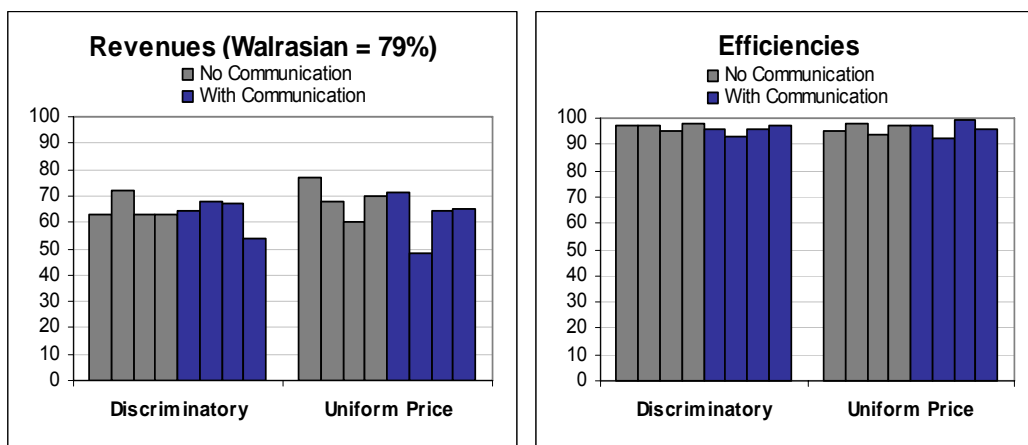 Revenues (Walrasian = 79%)
No Communication
With Communication
100
90
80
70
60
50
40
30
20
10
0
Discriminatory Uniform Price
Efficiencies
No Communication
With Communication
100
90
80
70
60
50
40
30
20
10
0
Discriminatory Uniform Price